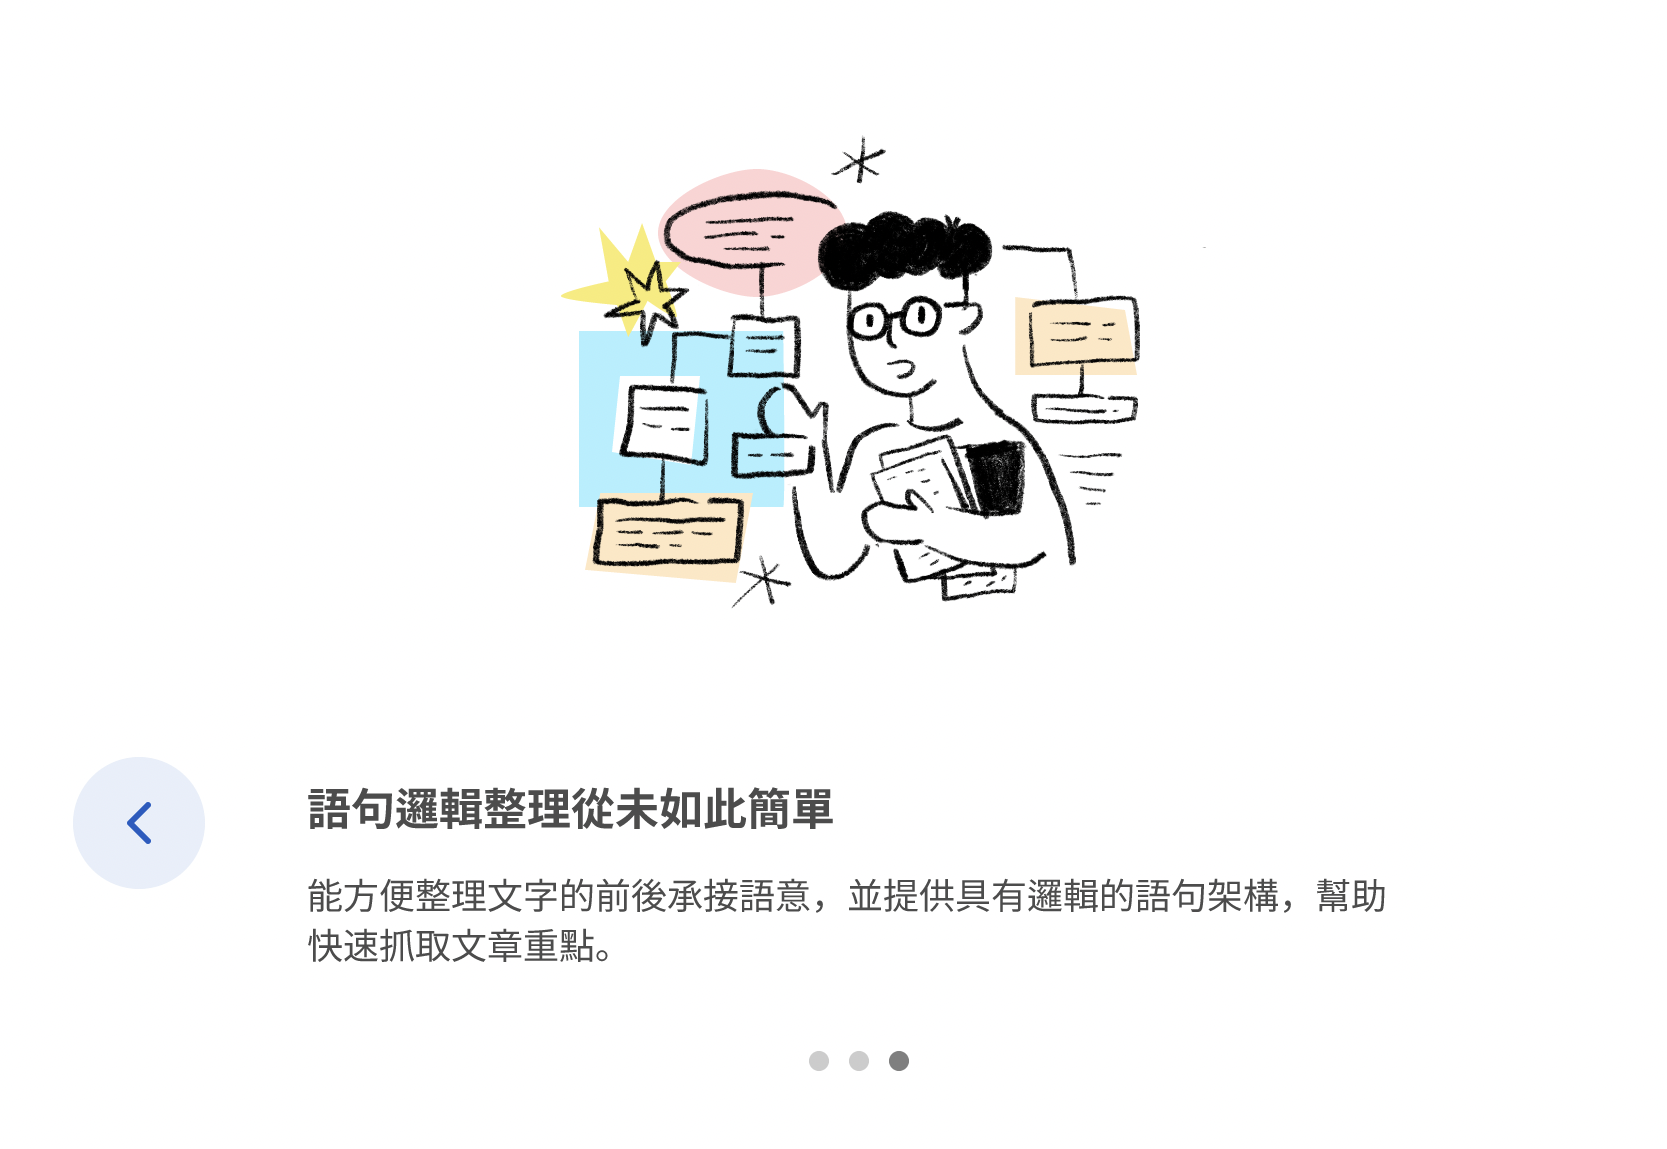 語句邏輯整理從未如此簡單
能方便整理文字的前後承接語意，並提供具有邏輯的語句架構，幫助
快速抓取文章重點。